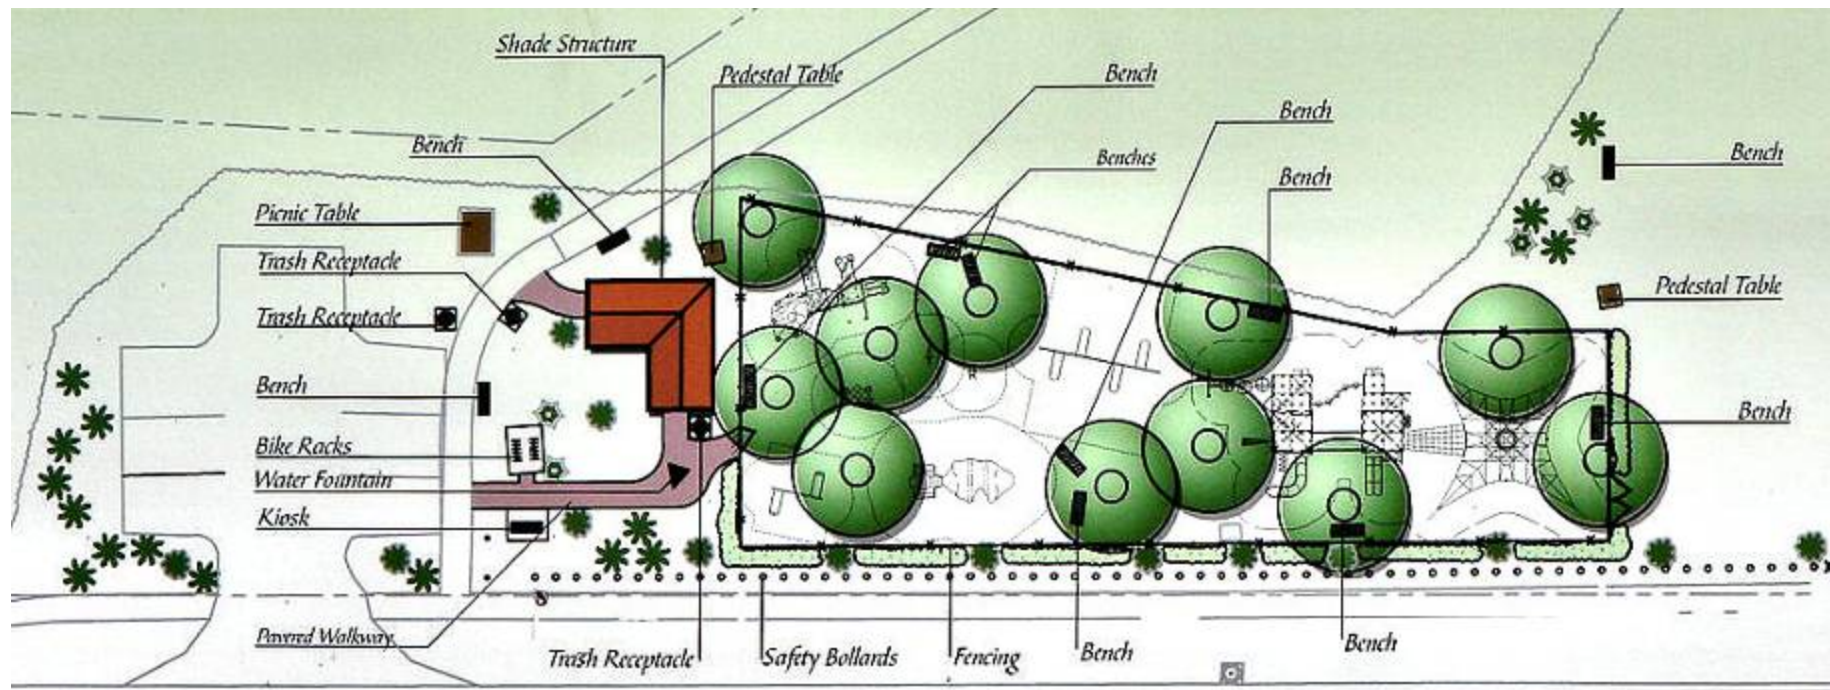 Shade Structure
Pedestal Table
Bench
Bench
Bench
Benches
Bench
Bench
Picnic Table
Trash Receptacle
Pedestal Table
Trash Receptacle
Bench
Bench
Bike Racks
Water Fountain
Kiosk
Pavered Walkway
Trash Receptacle
Safety Bollards
Fencing
Bench
Bench